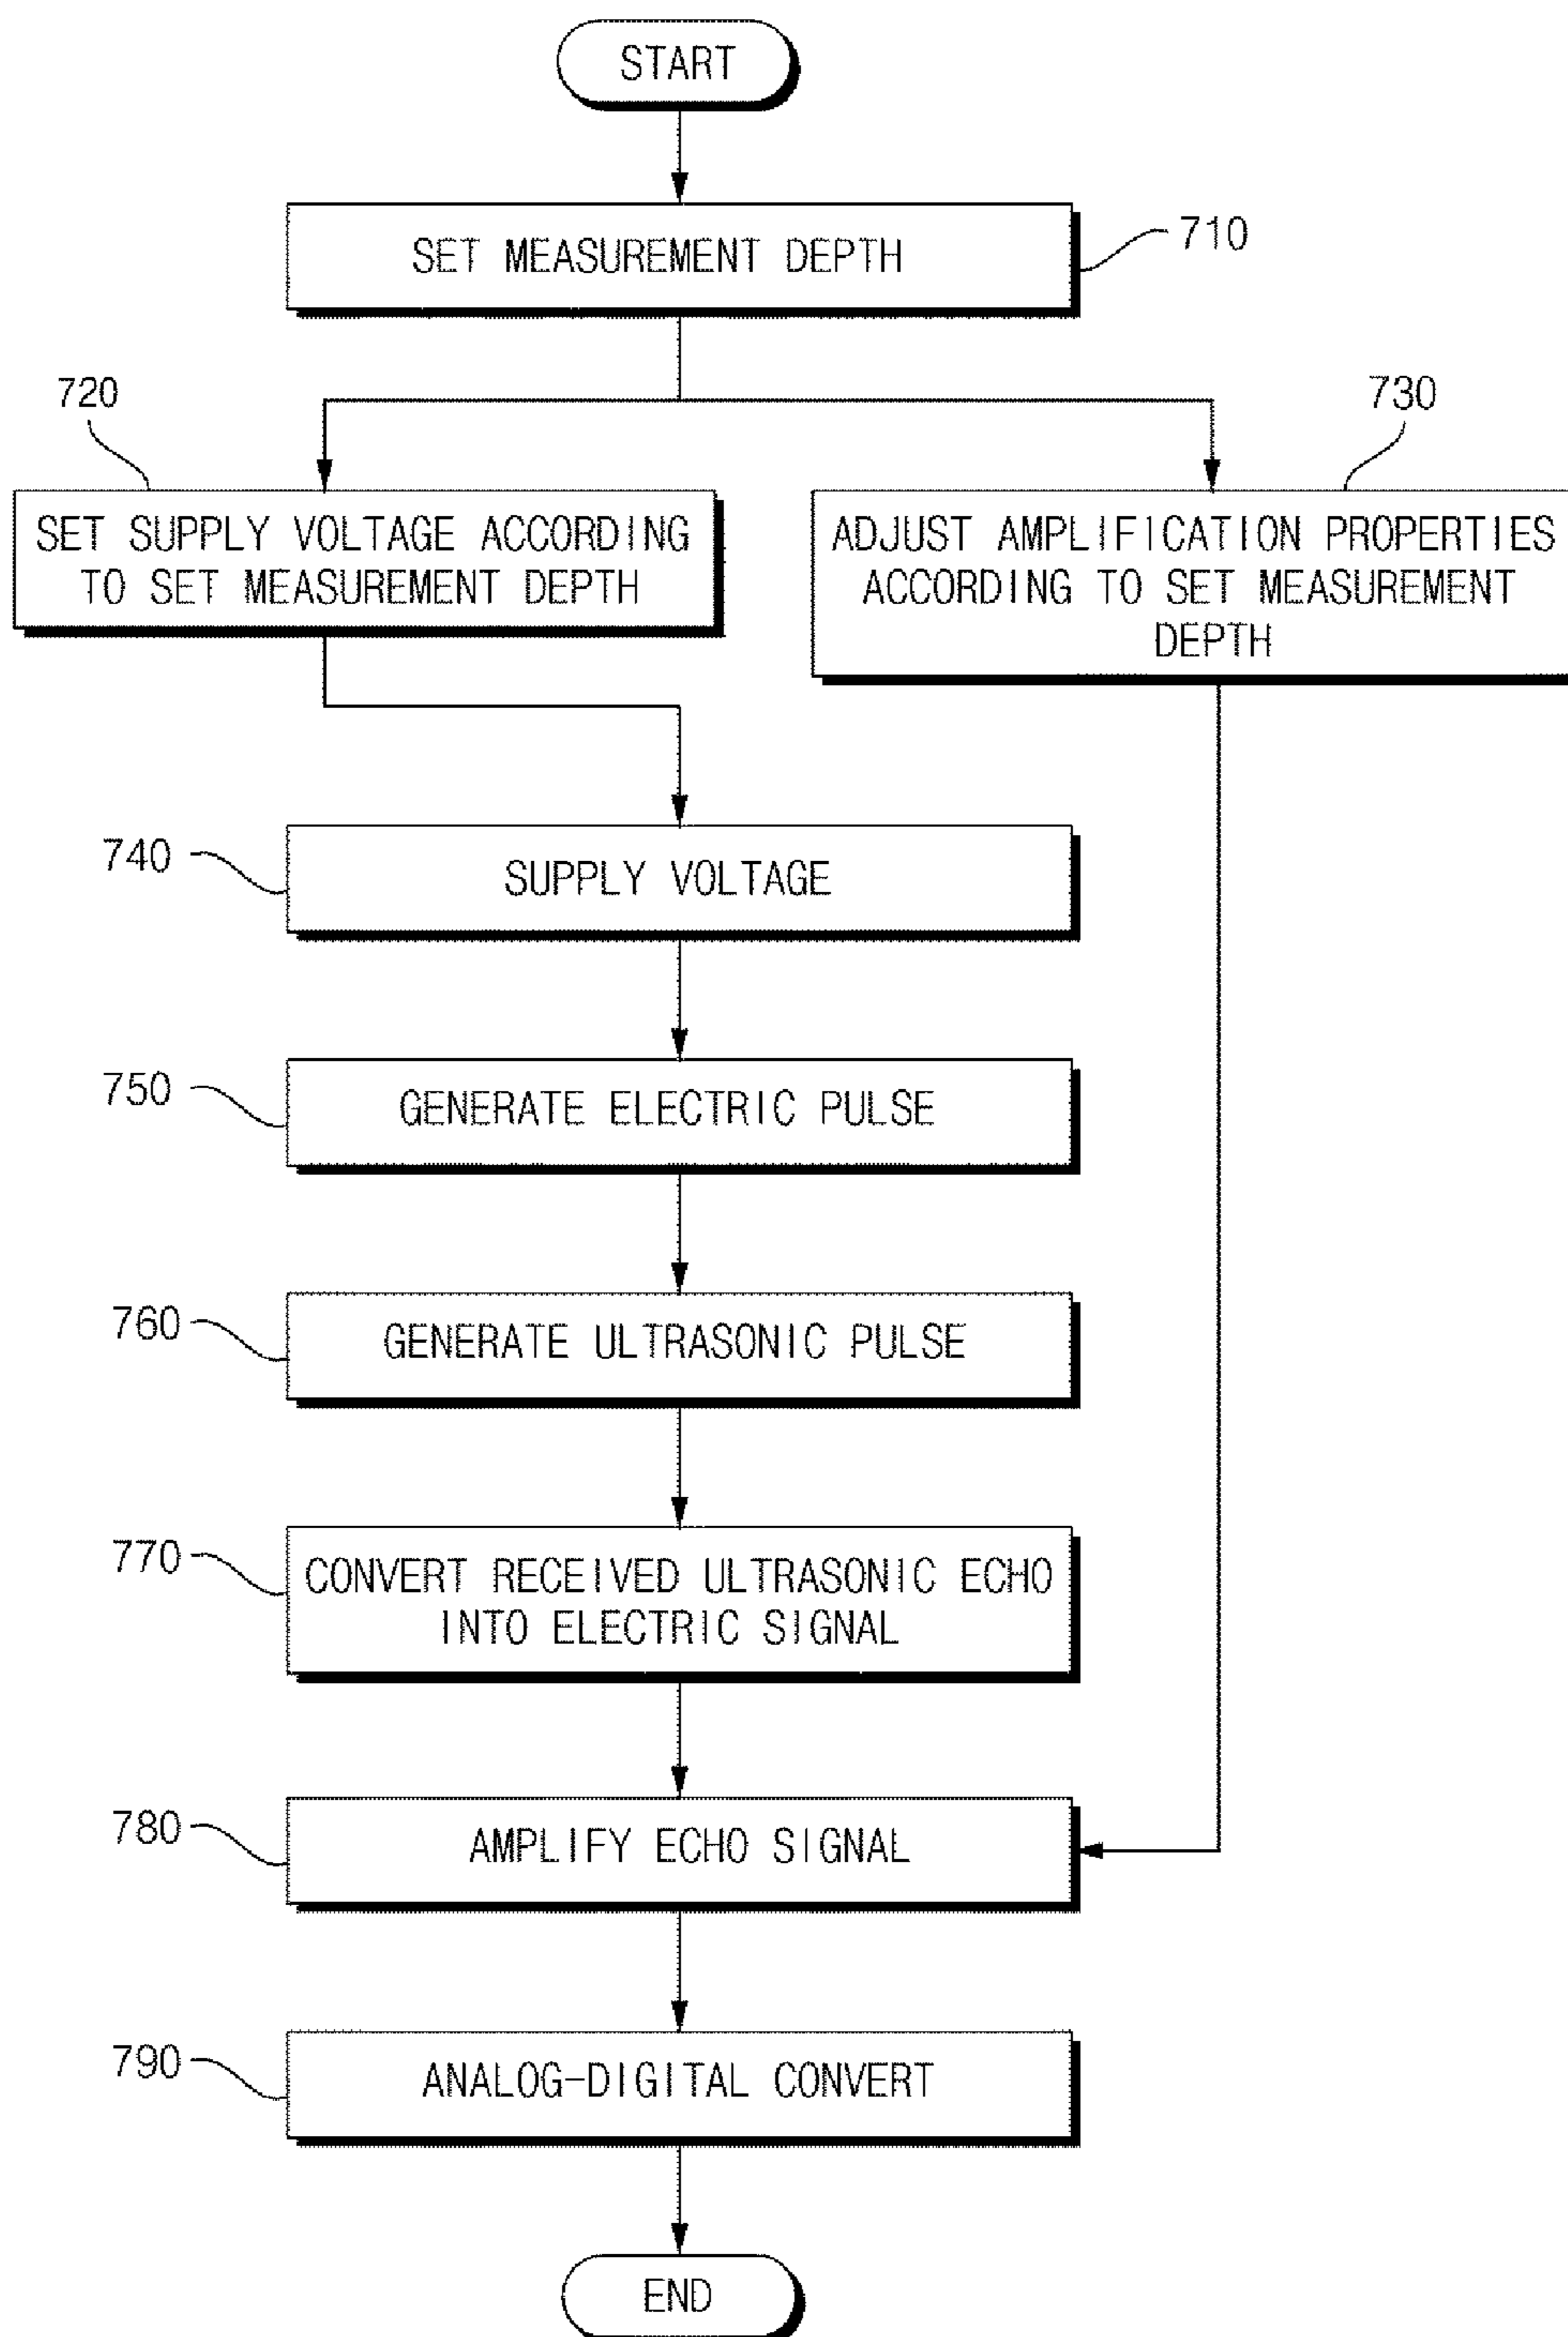 START
SET MEASUREMENT DEPTH
710
720
730
SET SUPPLY VOLTAGE ACCORDING
TO SET MEASUREMENT DEPTH
ADJUST AMPLIFICATION PROPERTIES
ACCORDING TO SET MEASUREMENT
DEPTH
740
SUPPLY VOLTAGE
750
GENERATE ELECTRIC PULSE
760
GENERATE ULTRASONIC PULSE
770
CONVERT RECEIVED ULTRASONIC ECHO
INTO ELECTRIC SIGNAL
780
AMPLIFY ECHO SIGNAL
790
ANALOG-DIGITAL CONVERT
END